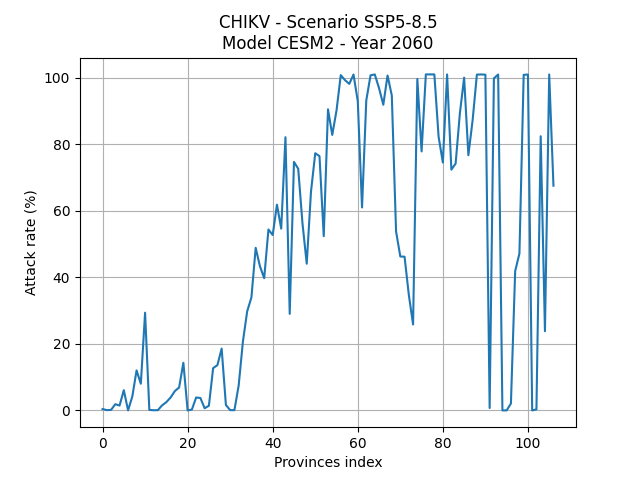 CHIKV - Scenario SSP5-8.5
Model CESM2 - Year 2060
100
80
60
40
20
0
Attack rate (%)
0 20 40 60 80 100
Provinces index